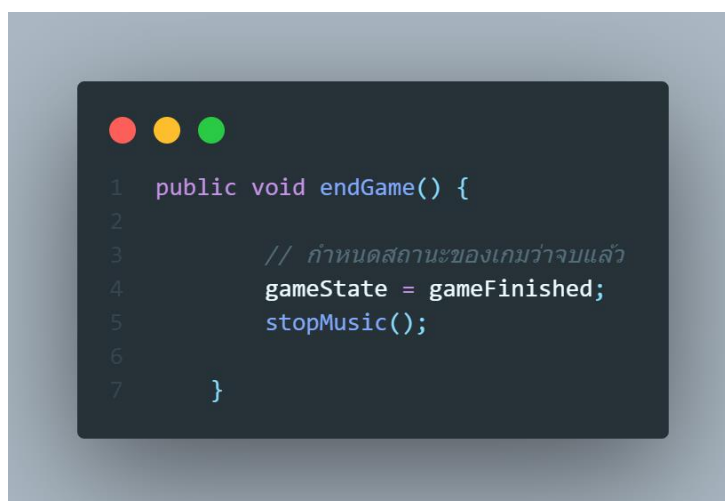 1 public void endGame() {
2
3 // กำหนดสถานะของเกมว่าจบแล้ว
4 gameState = gameFinished;
5 stopMusic();
6
7 }